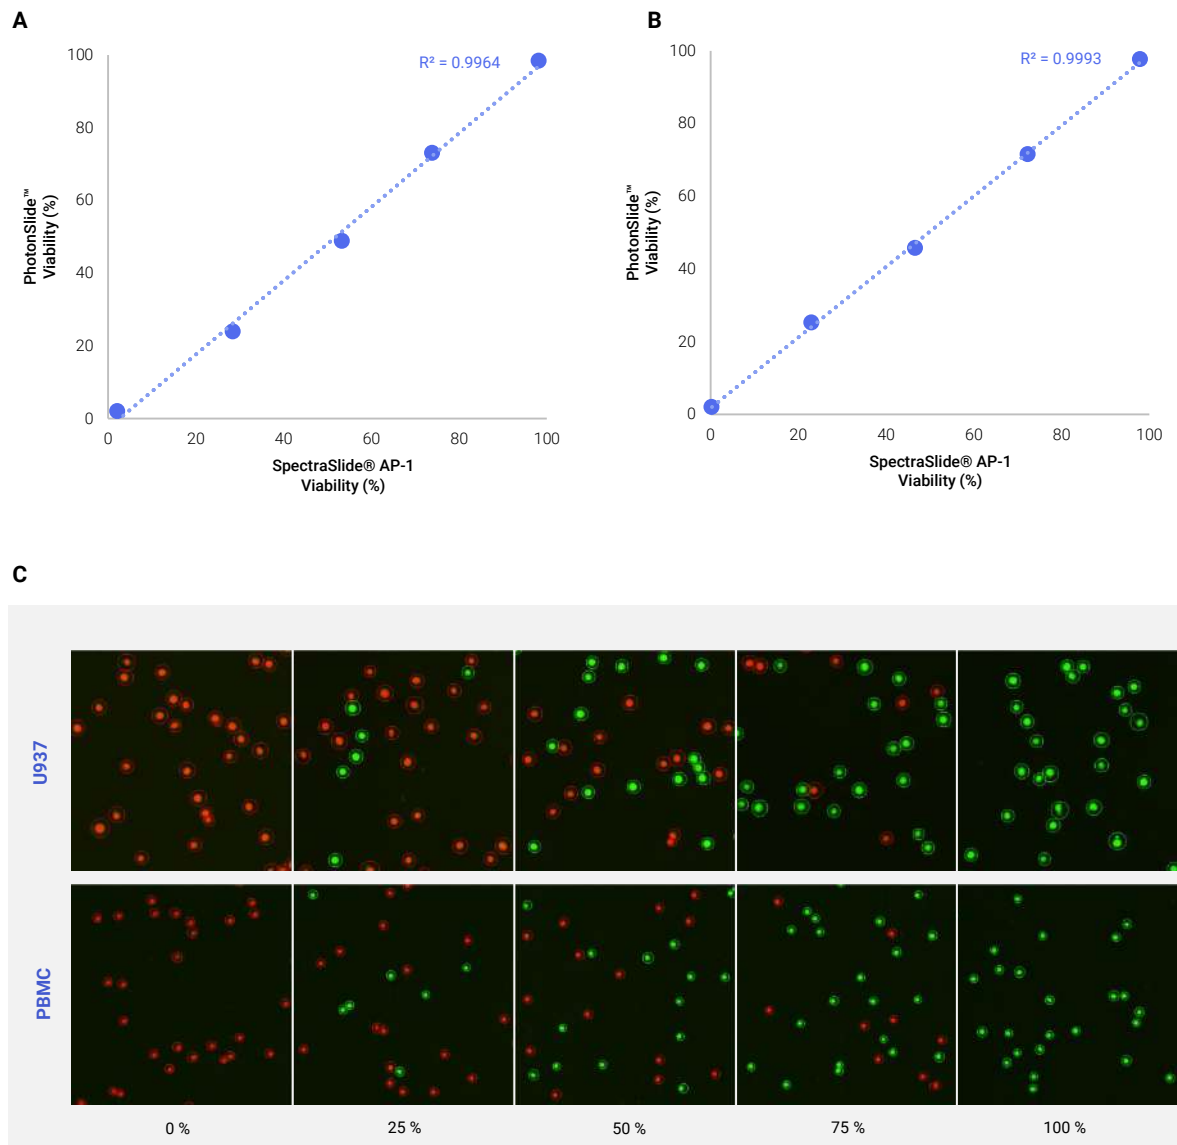 A
B
100
80
60
40
20
0
R² = 0.9964
PhotonSlide™
Viability (%)
0 20 40 60 80 100
SpectraSlide® AP-1
Viability (%)
100
80
60
40
20
0
R² = 0.9993
PhotonSlide™
Viability (%)
0 20 40 60 80 100
SpectraSlide® AP-1
Viability (%)
C
U937
PBMC
0 % 25 % 50 % 75 % 100 %